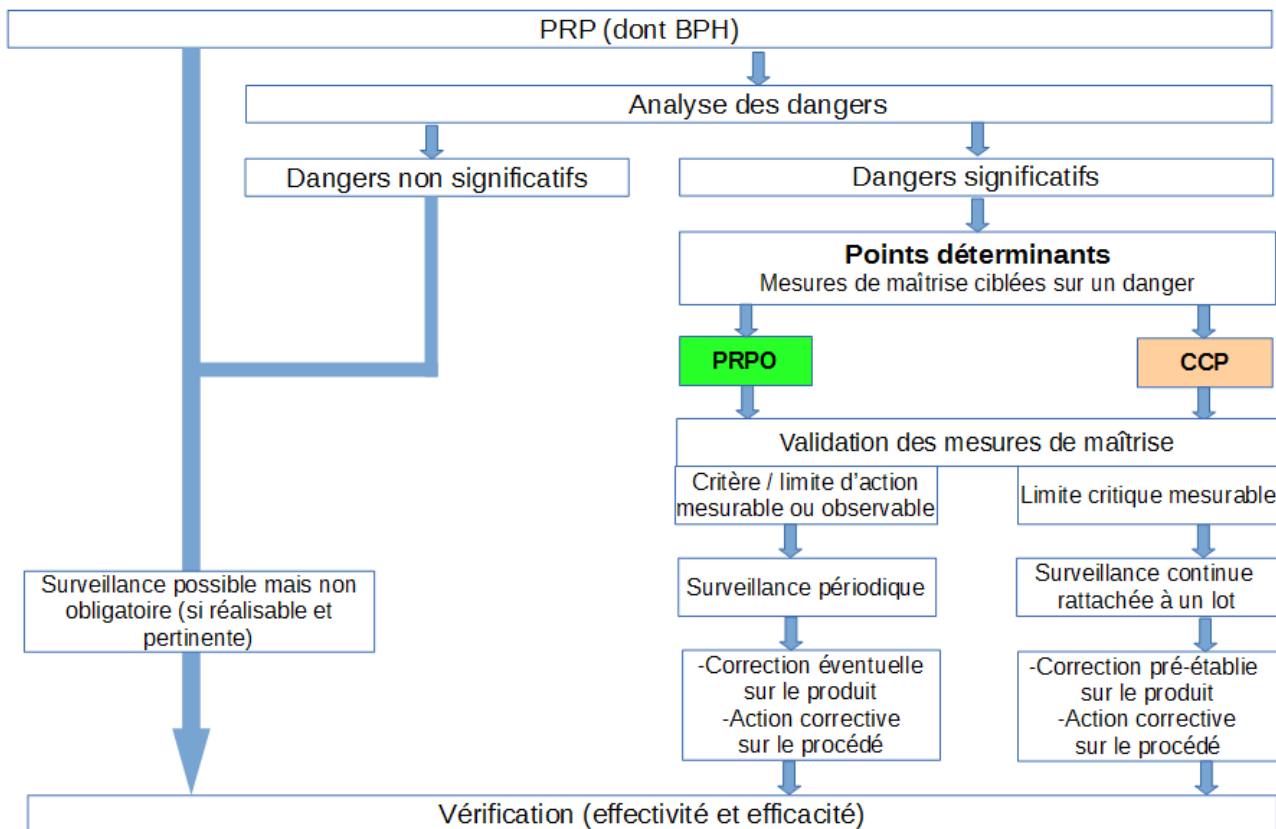 PRP (dont BPH)
Analyse des dangers
Dangers non significatifs
Dangers significatifs
Points déterminants
Mesures de maîtrise ciblées sur un danger
PRPO
CCP
Validation des mesures de maîtrise
Critère / limite d'action
mesurable ou observable
Limite critique mesurable
Surveillance possible mais non
obligatoire (si réalisable et
pertinente)
Surveillance périodique
Surveillance continue
rattachée à un lot
-Correction éventuelle
sur le produit
-Action corrective
sur le procédé
-Correction pré-établie
sur le produit
-Action corrective
sur le procédé
Vérification (effectivité et efficacité)